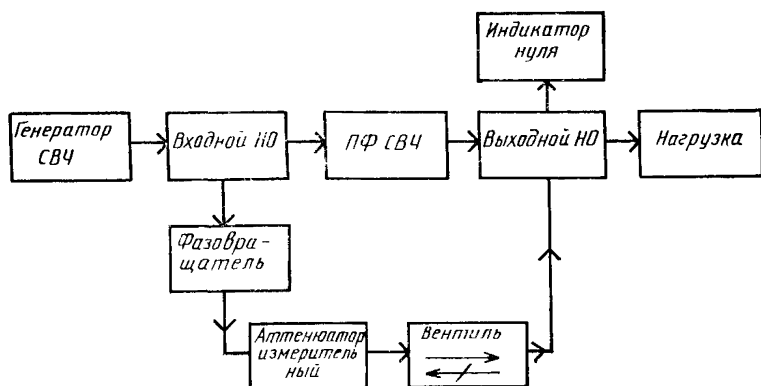 Индикатор
нуля
Генератор
СВЧ
Входной НО
ПФ СВЧ
Выходной НО
Нагрузка
Фазовра-
щатель
Аттенюатор
измеритель
ный
Вентиль